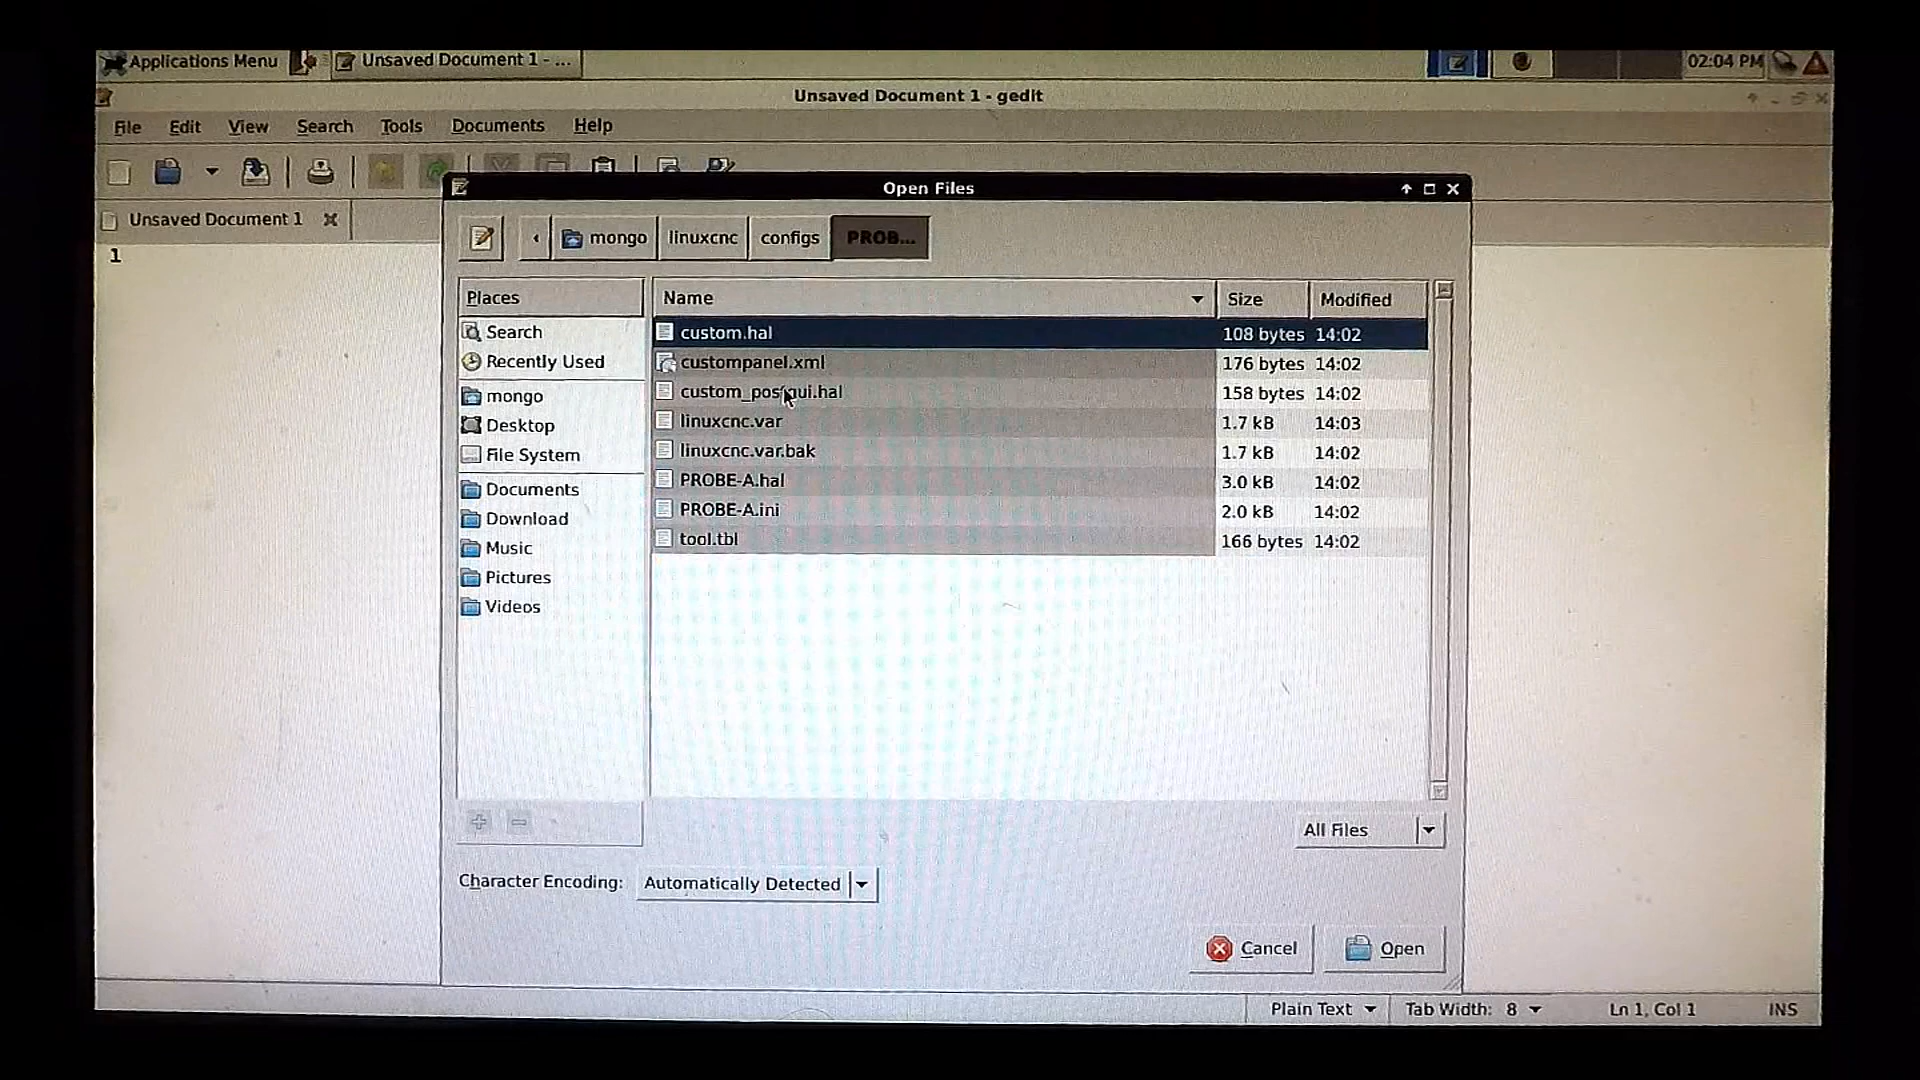 Applications Menu Unsaved Document 1 - ... 02:04 PM
Unsaved Document 1 - gedit
File Edit View Search Tools Documents Help
Open Files
Unsaved Document 1
mongo linuxcnc configs PROB...
1
Places Name Size Modified
Search custom.hal 108 bytes 14:02
Recently Used custompanel.xml 176 bytes 14:02
mongo custom_postgui.hal 158 bytes 14:02
Desktop linuxcnc.var 1.7 kB 14:03
File System linuxcnc.var.bak 1.7 kB 14:02
Documents PROBE-A.hal 3.0 kB 14:02
Download PROBE-A.ini 2.0 kB 14:02
Music tool.tbl 166 bytes 14:02
Pictures
Videos
All Files
Character Encoding: Automatically Detected
Cancel Open
Plain Text Tab Width: 8 Ln 1, Col 1 INS